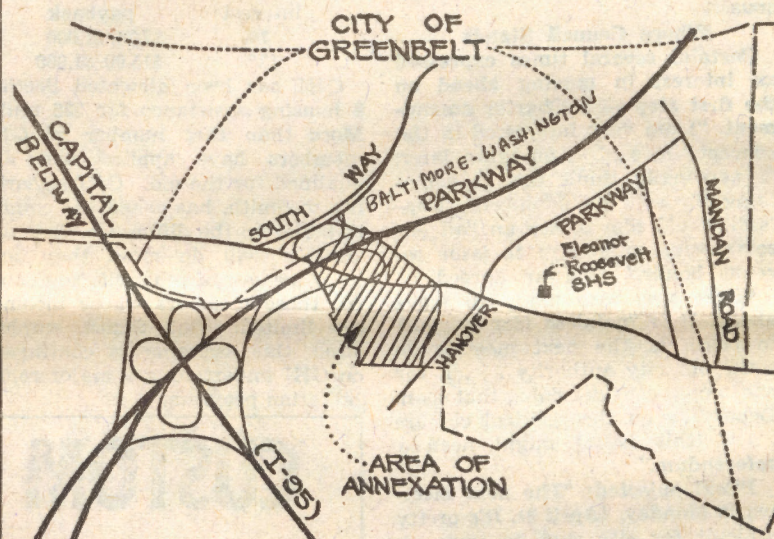 CITY OF
GREENBELT
CAPITAL
BELTWAY
SOUTH WAY
BALTIMORE-WASHINGTON
PARKWAY
HANOVER PARKWAY
Eleanor
Roosevelt
SHS
MANDAN ROAD
(I-95)
AREA OF
ANNEXATION